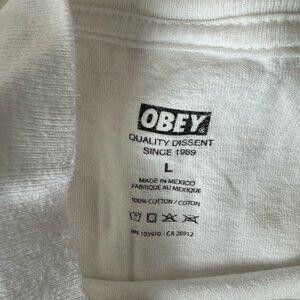 OBEY
QUALITY DISSENT
SINCE 1989
L
MADE IN MEXICO
FABRIQUE AU MEXIQUE
100% COTTON / COTON
RN 103970 - CA 26912